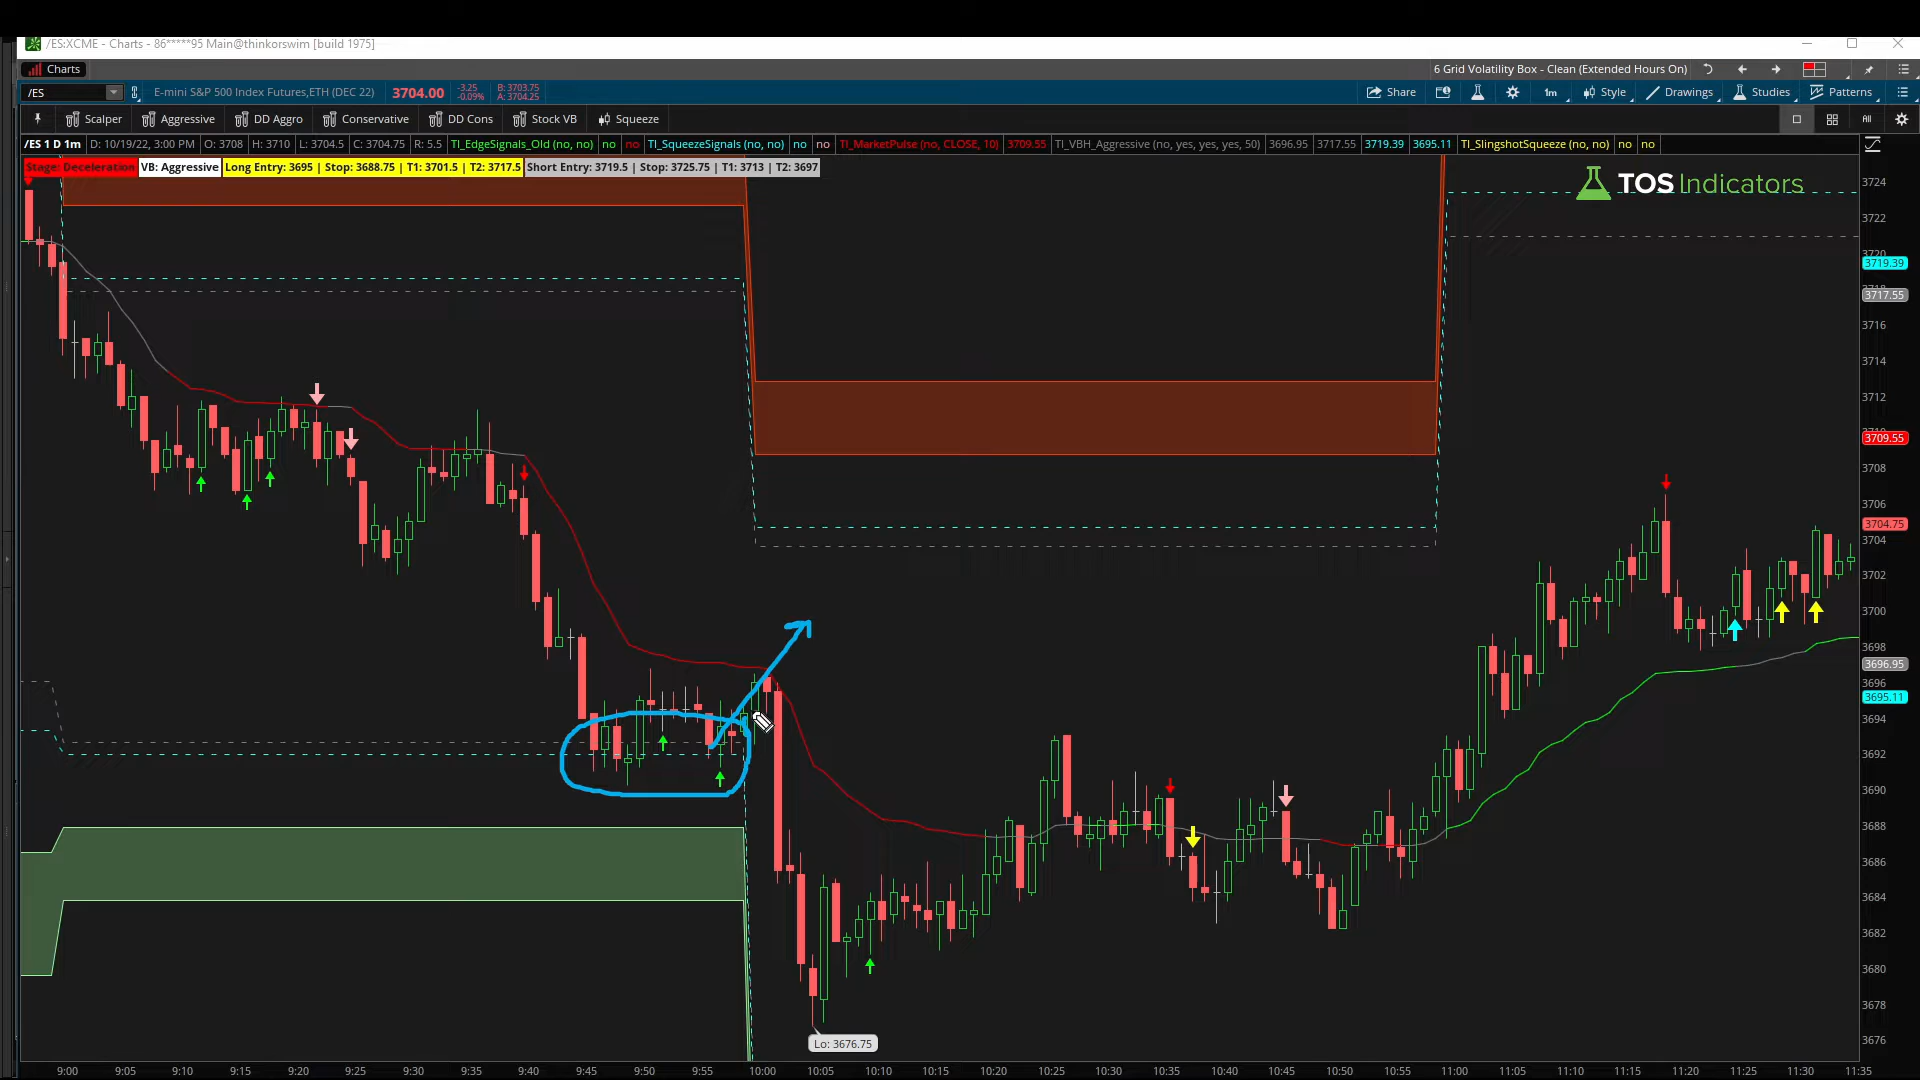 /ES:XCME - Charts - 86*****95 Main@thinkorswim [build 1975]
Charts
6 Grid Volatility Box - Clean (Extended Hours On)
/ES
E-mini S&P 500 Index Futures,ETH (DEC 22)
3704.00
-3.25
-0.09%
B: 3703.75
A: 3704.25
Share
1m
Style
Drawings
Studies
Patterns
Scalper
Aggressive
DD Aggro
Conservative
DD Cons
Stock VB
Squeeze
All
/ES 1 D 1m
D: 10/19/22, 3:00 PM
O: 3708
H: 3710
L: 3704.5
C: 3704.75
R: 5.5
TI_EdgeSignals_Old (no, no)
no
no
TI_SqueezeSignals (no, no)
no
no
TI_MarketPulse (no, CLOSE, 10)
3709.55
TI_VBH_Aggressive (no, yes, yes, yes, 50)
3696.95
3717.55
3719.39
3695.11
TI_SlingshotSqueeze (no, no)
no
no
Stage: Deceleration
VB: Aggressive
Long Entry: 3695 | Stop: 3688.75 | T1: 3701.5 | T2: 3717.5
Short Entry: 3719.5 | Stop: 3725.75 | T1: 3713 | T2: 3697
TOS Indicators
3724
3722
3720
3719.39
3717.55
3716
3714
3712
3709.55
3708
3706
3704.75
3704
3702
3700
3698
3696.95
3696
3695.11
3694
3692
3690
3688
3686
3684
3682
3680
3678
3676
Lo: 3676.75
9:00
9:05
9:10
9:15
9:20
9:25
9:30
9:35
9:40
9:45
9:50
9:55
10:00
10:05
10:10
10:15
10:20
10:25
10:30
10:35
10:40
10:45
10:50
10:55
11:00
11:05
11:10
11:15
11:20
11:25
11:30
11:35